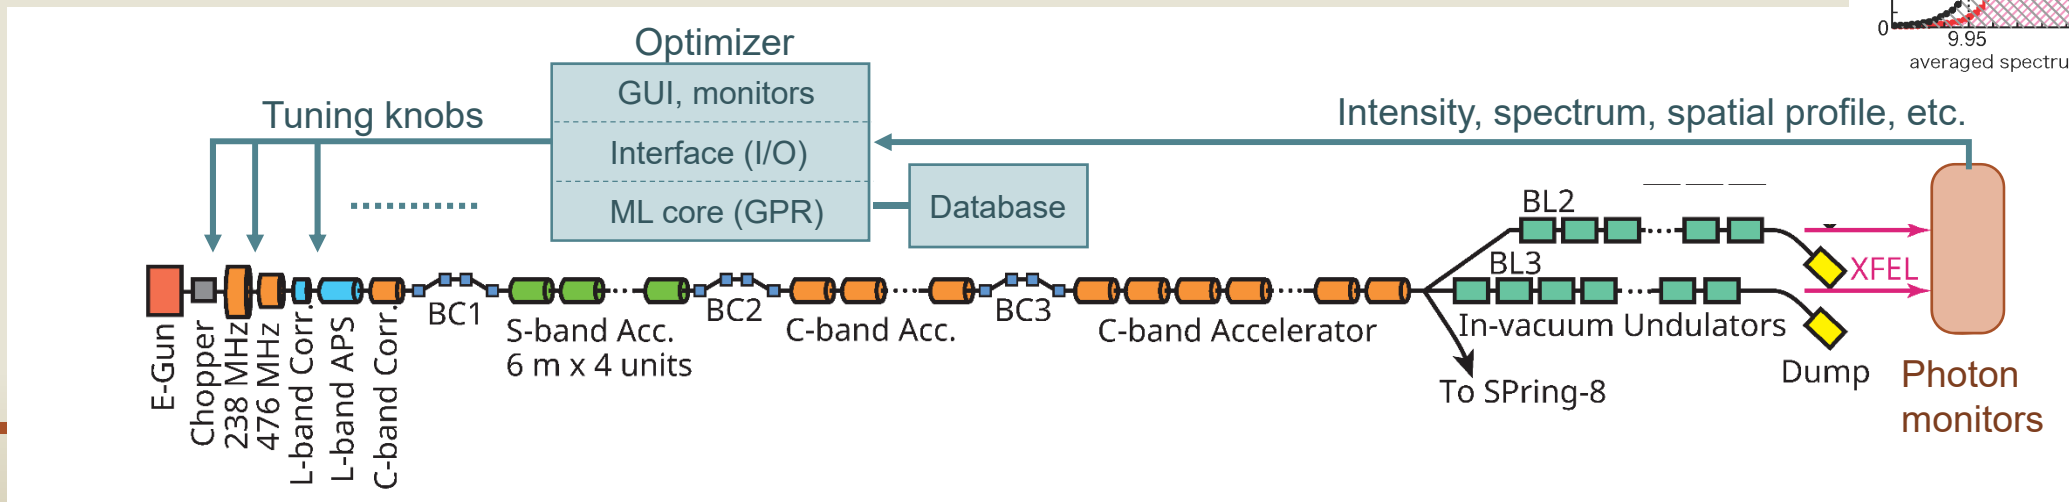 0
9.95
averaged spectru
Optimizer
GUI, monitors
Interface (I/O)
ML core (GPR)
Database
Tuning knobs
Intensity, spectrum, spatial profile, etc.
BL2
BL3
XFEL
E-Gun
Chopper
238 MHz
476 MHz
L-band Corr.
L-band APS
C-band Corr.
BC1
S-band Acc.
6 m x 4 units
BC2
C-band Acc.
BC3
C-band Accelerator
In-vacuum Undulators
To SPring-8
Dump
Photon
monitors